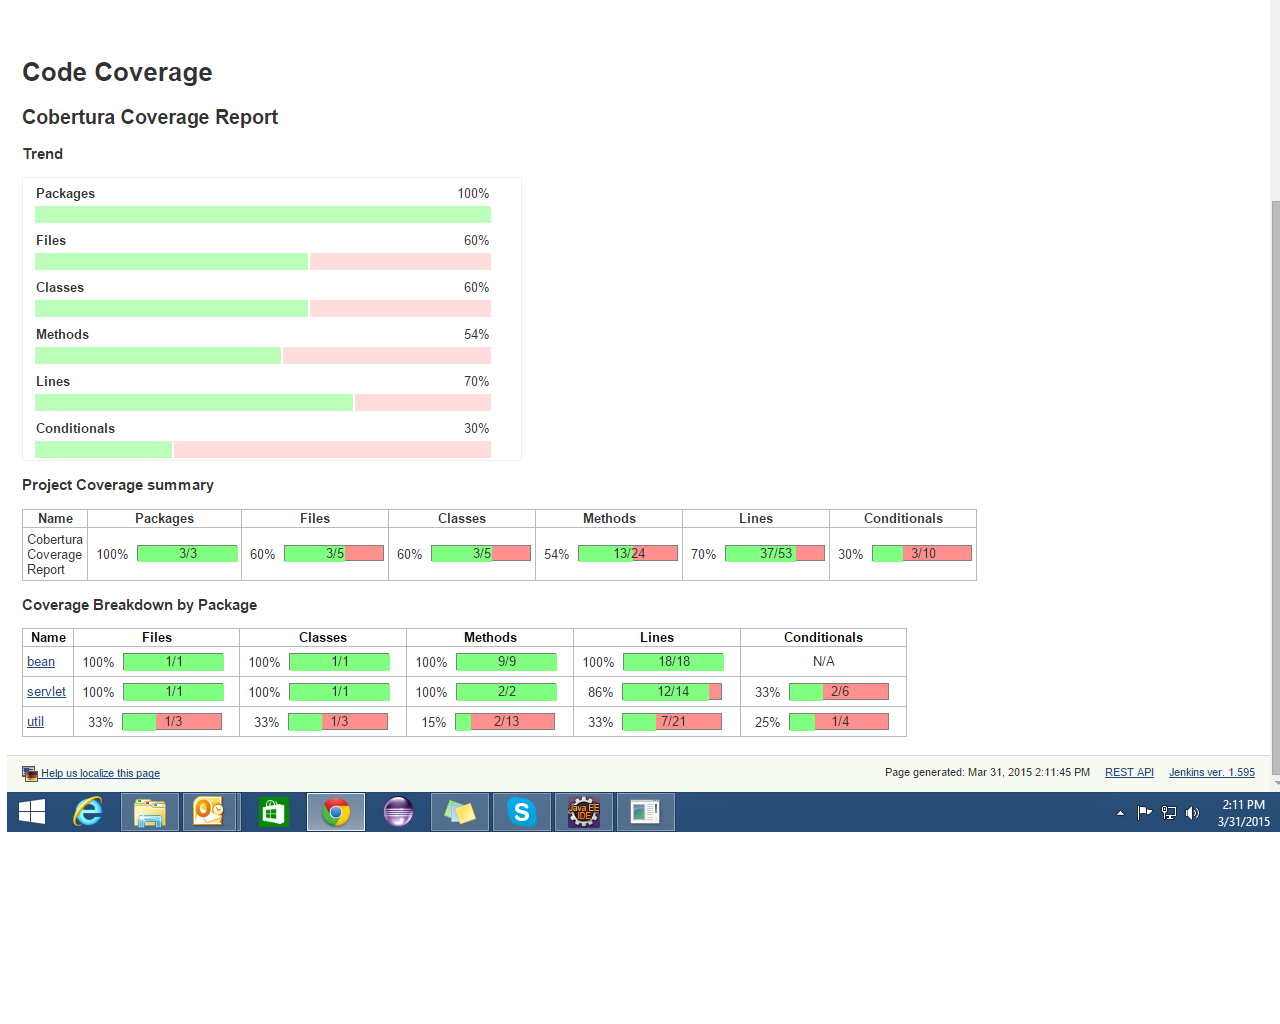 Code Coverage
Cobertura Coverage Report
Trend
Packages 100%
Files 60%
Classes 60%
Methods 54%
Lines 70%
Conditionals 30%
Project Coverage summary
Name Packages Files Classes Methods Lines Conditionals
Cobertura
Coverage 100% 3/3 60% 3/5 60% 3/5 54% 13/24 70% 37/53 30% 3/10
Report
Coverage Breakdown by Package
Name Files Classes Methods Lines Conditionals
bean 100% 1/1 100% 1/1 100% 9/9 100% 18/18 N/A
servlet 100% 1/1 100% 1/1 100% 2/2 86% 12/14 33% 2/6
util 33% 1/3 33% 1/3 15% 2/13 33% 7/21 25% 1/4
Help us localize this page Page generated: Mar 31, 2015 2:11:45 PM REST API Jenkins ver. 1.595
Java EE
IDE
2:11 PM
3/31/2015